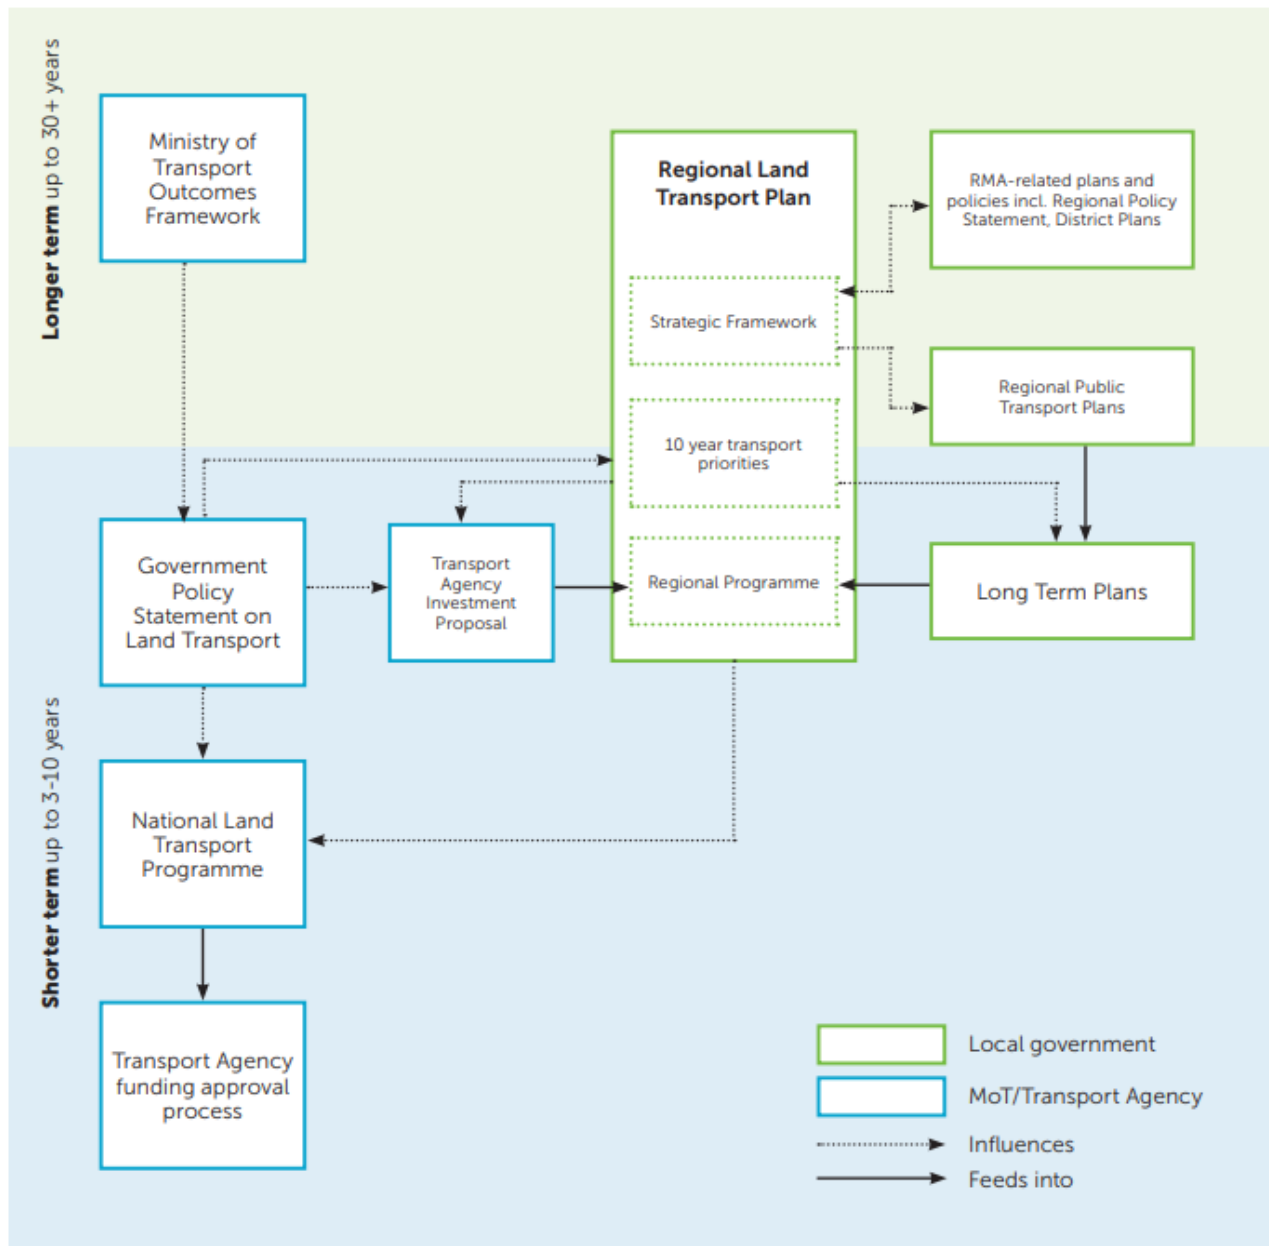 Longer term up to 30+ years
Ministry of
Transport
Outcomes
Framework
Regional Land
Transport Plan
RMA-related plans and
policies incl. Regional Policy
Statement, District Plans
Strategic Framework
Regional Public
Transport Plans
10 year transport
priorities
Shorter term up to 3-10 years
Government
Policy
Statement on
Land Transport
Transport
Agency
Investment
Proposal
Regional Programme
Long Term Plans
National Land
Transport
Programme
Transport Agency
funding approval
process
Local government
MoT/Transport Agency
Influences
Feeds into